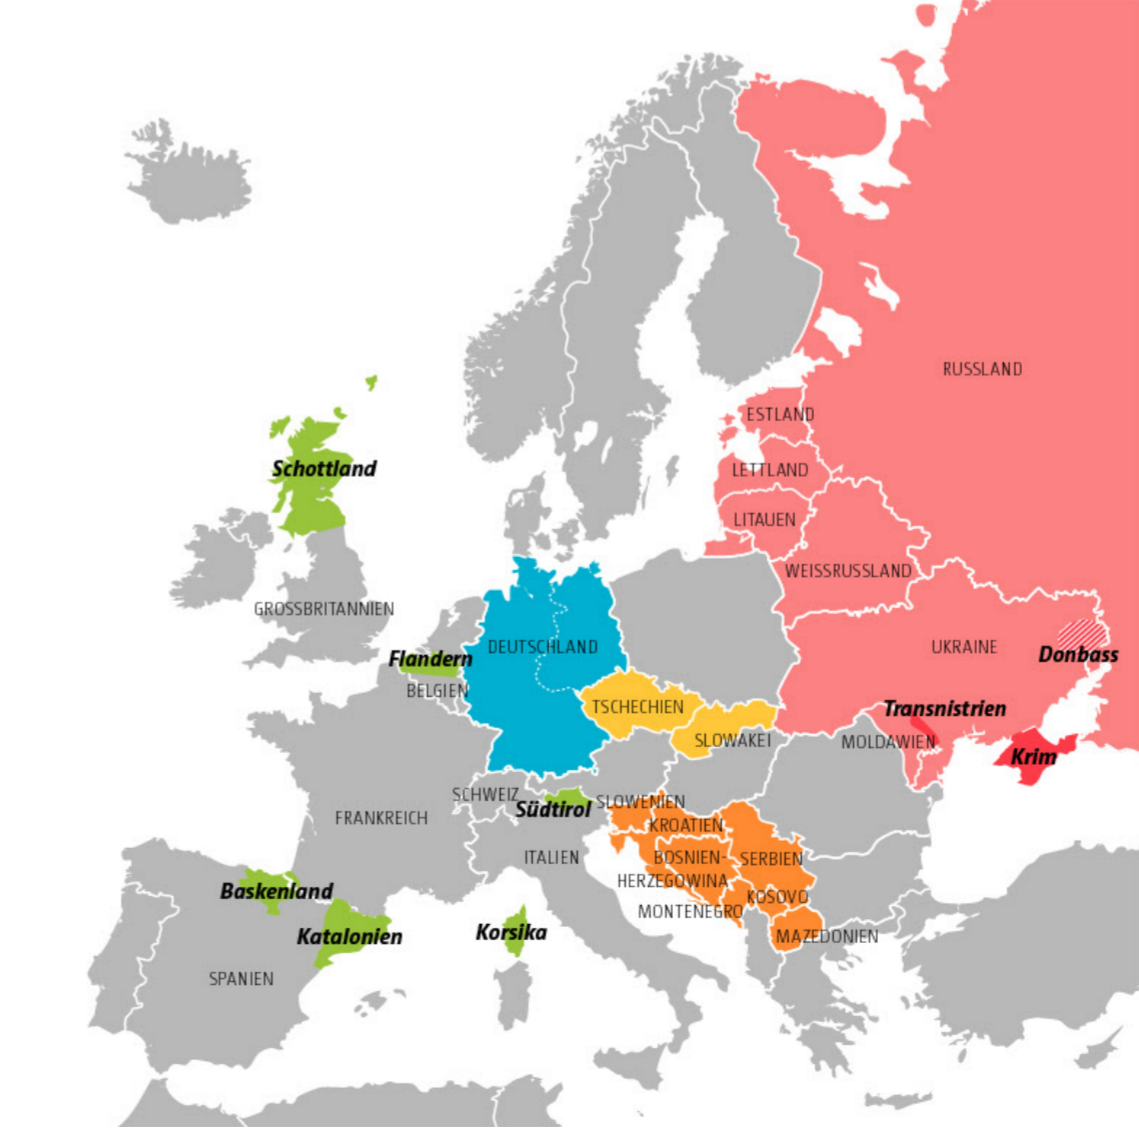 RUSSLAND
ESTLAND
Schottland
LETTLAND
LITAUEN
WEISSRUSSLAND
GROSSBRITANNIEN
DEUTSCHLAND
UKRAINE
Donbass
Flandern
BELGIEN
TSCHECHIEN
Transnistrien
SLOWAKEI
MOLDAWIEN
Krim
SCHWEIZ
Südtirol
SLOWENIEN
FRANKREICH
KROATIEN
ITALIEN
BOSNIEN-
HERZEGOWINA
SERBIEN
Baskenland
KOSOVO
MONTENEGRO
Katalonien
Korsika
MAZEDONIEN
SPANIEN